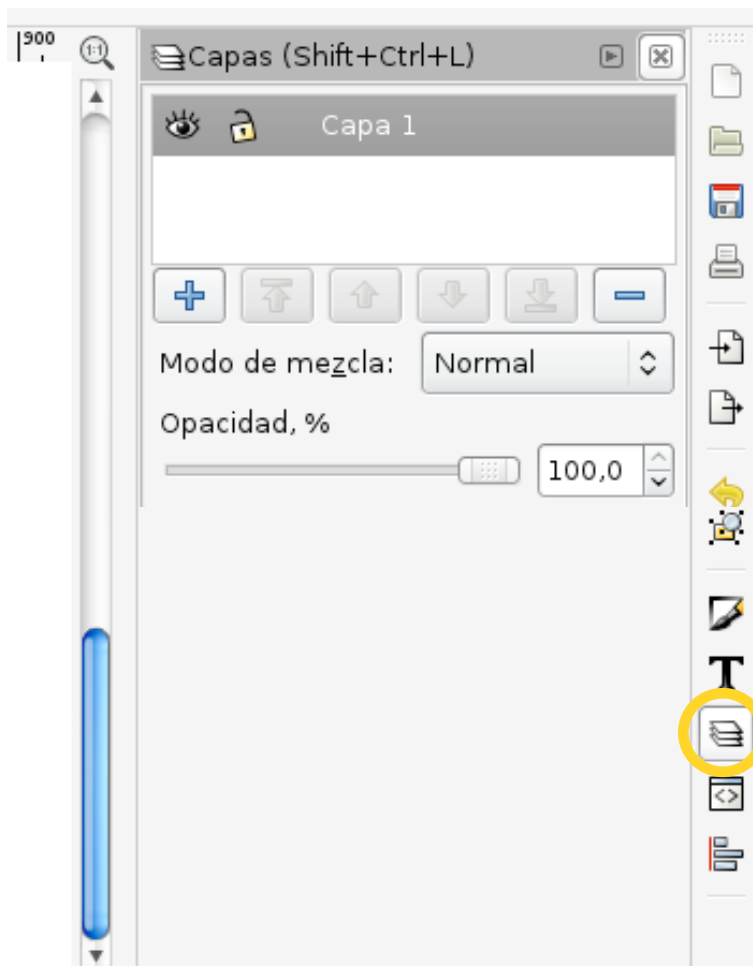 900
1:1
Capas (Shift+Ctrl+L)
Capa 1
Modo de mezcla:
Normal
Opacidad, %
100,0
T